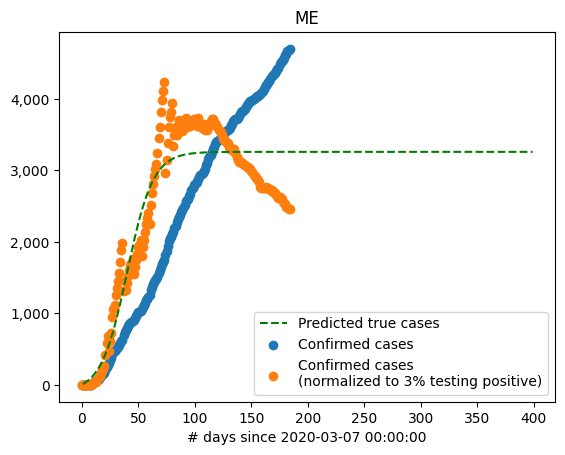 ME
4,000
3,000
2,000
1,000
0
Predicted true cases
Confirmed cases
Confirmed cases
(normalized to 3% testing positive)
0 50 100 150 200 250 300 350 400
# days since 2020-03-07 00:00:00